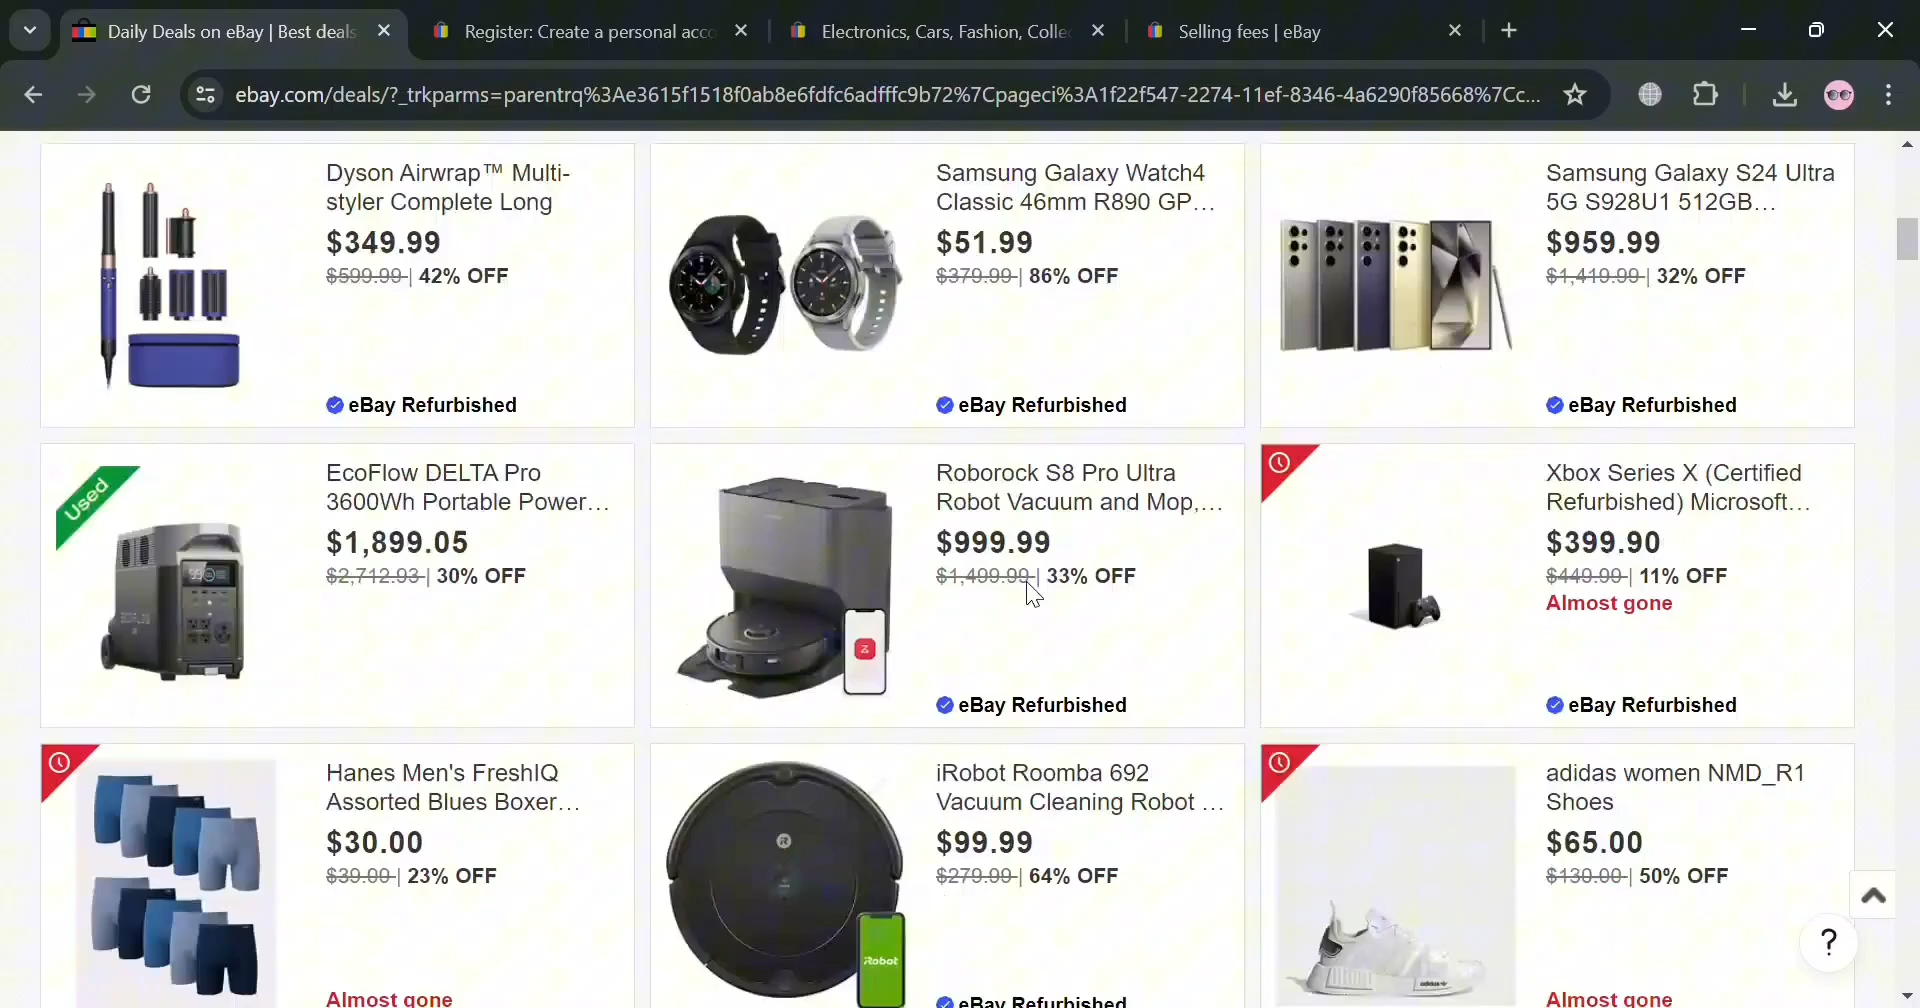 Daily Deals on eBay | Best deals
Register: Create a personal acco
Electronics, Cars, Fashion, Colle
Selling fees | eBay
ebay.com/deals/?_trkparms=parentrq%3Ae3615f1518f0ab8e6fdfc6adfffc9b72%7Cpageci%3A1f22f547-2274-11ef-8346-4a6290f85668%7Cc...
Dyson Airwrap™ Multi-
styler Complete Long
$349.99
$599.99 | 42% OFF
eBay Refurbished
Samsung Galaxy Watch4
Classic 46mm R890 GP...
$51.99
$379.99 | 86% OFF
eBay Refurbished
Samsung Galaxy S24 Ultra
5G S928U1 512GB...
$959.99
$1,419.99 | 32% OFF
eBay Refurbished
Used
EcoFlow DELTA Pro
3600Wh Portable Power...
$1,899.05
$2,712.93 | 30% OFF
Roborock S8 Pro Ultra
Robot Vacuum and Mop,...
$999.99
$1,499.99 | 33% OFF
eBay Refurbished
Xbox Series X (Certified
Refurbished) Microsoft...
$399.90
$449.99 | 11% OFF
Almost gone
eBay Refurbished
Hanes Men's FreshIQ
Assorted Blues Boxer...
$30.00
$39.00 | 23% OFF
Almost gone
iRobot Roomba 692
Vacuum Cleaning Robot ...
$99.99
$279.99 | 64% OFF
iRobot
eBay Refurbished
adidas women NMD_R1
Shoes
$65.00
$130.00 | 50% OFF
Almost gone
?